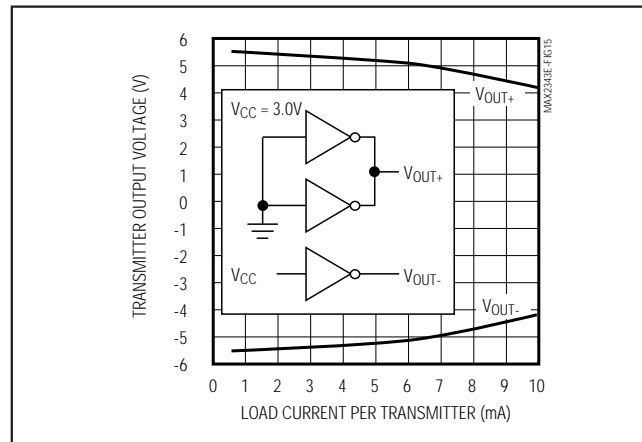 TRANSMITTER OUTPUT VOLTAGE (V)
6
5
4
3
2
1
0
-1
-2
-3
-4
-5
-6
VCC = 3.0V
VOUT+
VOUT+
VCC
VOUT-
VOUT-
MAX2343E-FIG15
0 1 2 3 4 5 6 7 8 9 10
LOAD CURRENT PER TRANSMITTER (mA)